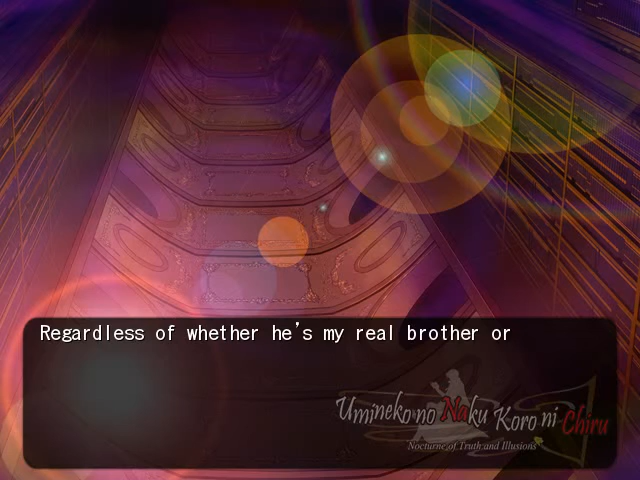 Regardless of whether he's my real brother or
Umineko no Naku Koro ni Chiru
Nocturne of Truth and Illusions